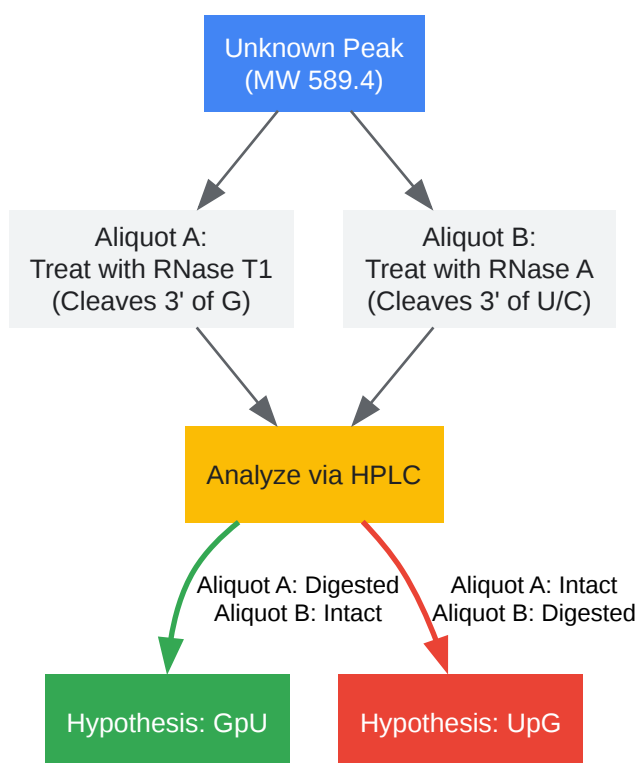 Unknown Peak
(MW 589.4)
Aliquot A:
Treat with RNase T1
(Cleaves 3' of G)
Aliquot B:
Treat with RNase A
(Cleaves 3' of U/C)
Analyze via HPLC
Aliquot A: Digested
Aliquot B: Intact
Aliquot A: Intact
Aliquot B: Digested
Hypothesis: GpU
Hypothesis: UpG